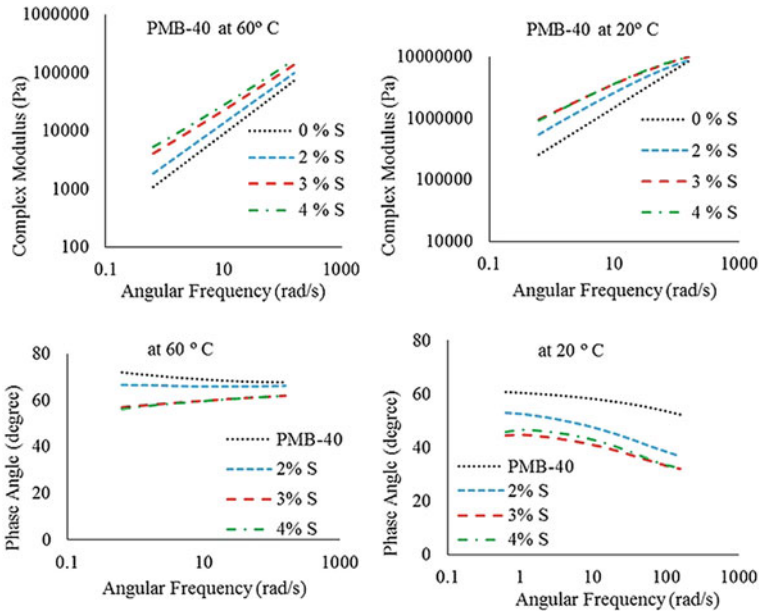 PMB-40 at 60º C
Complex Modulus (Pa)
1000000
100000
10000
1000
100
0.1
10
1000
Angular Frequency (rad/s)
0 % S
2 % S
3 % S
4 % S
PMB-40 at 20º C
Complex Modulus (Pa)
10000000
1000000
100000
10000
0.1
10
1000
Angular Frequency (rad/s)
0 % S
2 % S
3 % S
4 % S
at 60 º C
Phase Angle (degree)
80
60
40
20
0
0.1
10
1000
Angular Frequency (rad/s)
PMB-40
2% S
3% S
4% S
at 20 º C
Phase Angle (degree)
80
60
40
20
0
0.1
1
10
100
1000
Angular Frequency (rad/s)
PMB-40
2% S
3% S
4% S